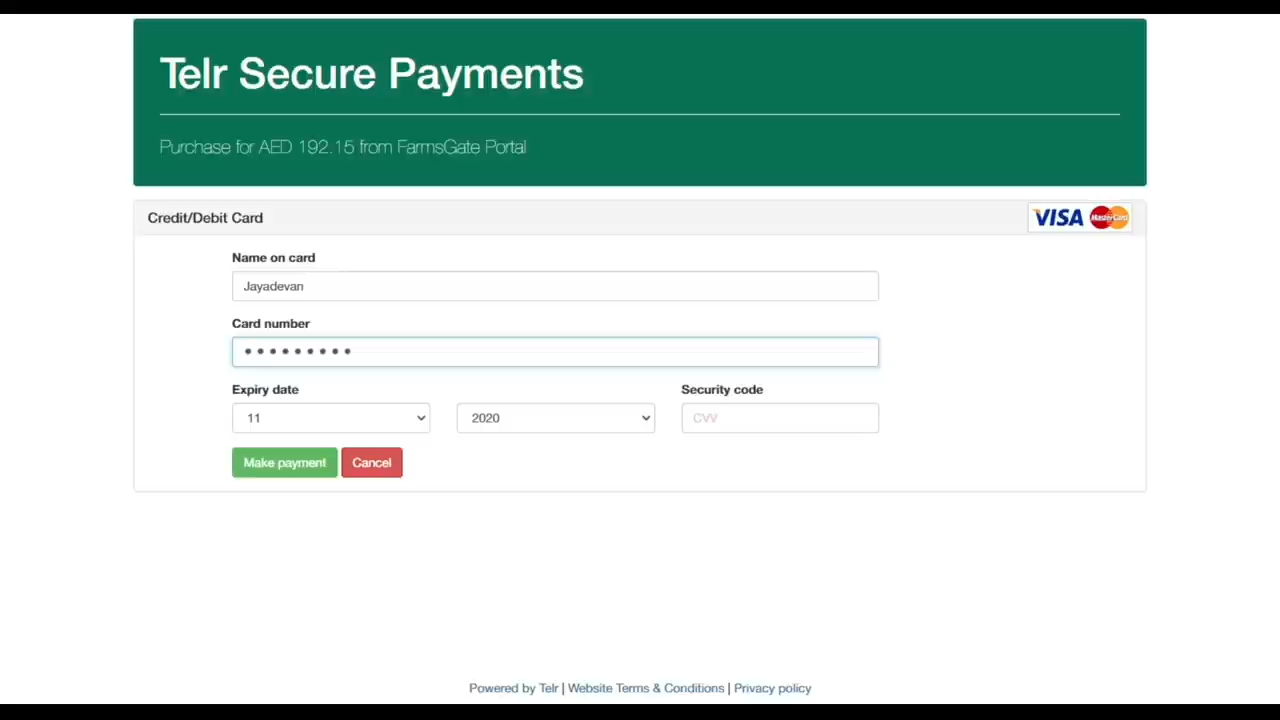 Telr Secure Payments
Purchase for AED 192.15 from FarmsGate Portal
Credit/Debit Card VISA MasterCard
Name on card
Jayadevan
Card number
• • • • • • • • •
Expiry date Security code
11 2020 CVV
Make payment Cancel
Powered by Telr | Website Terms & Conditions | Privacy policy